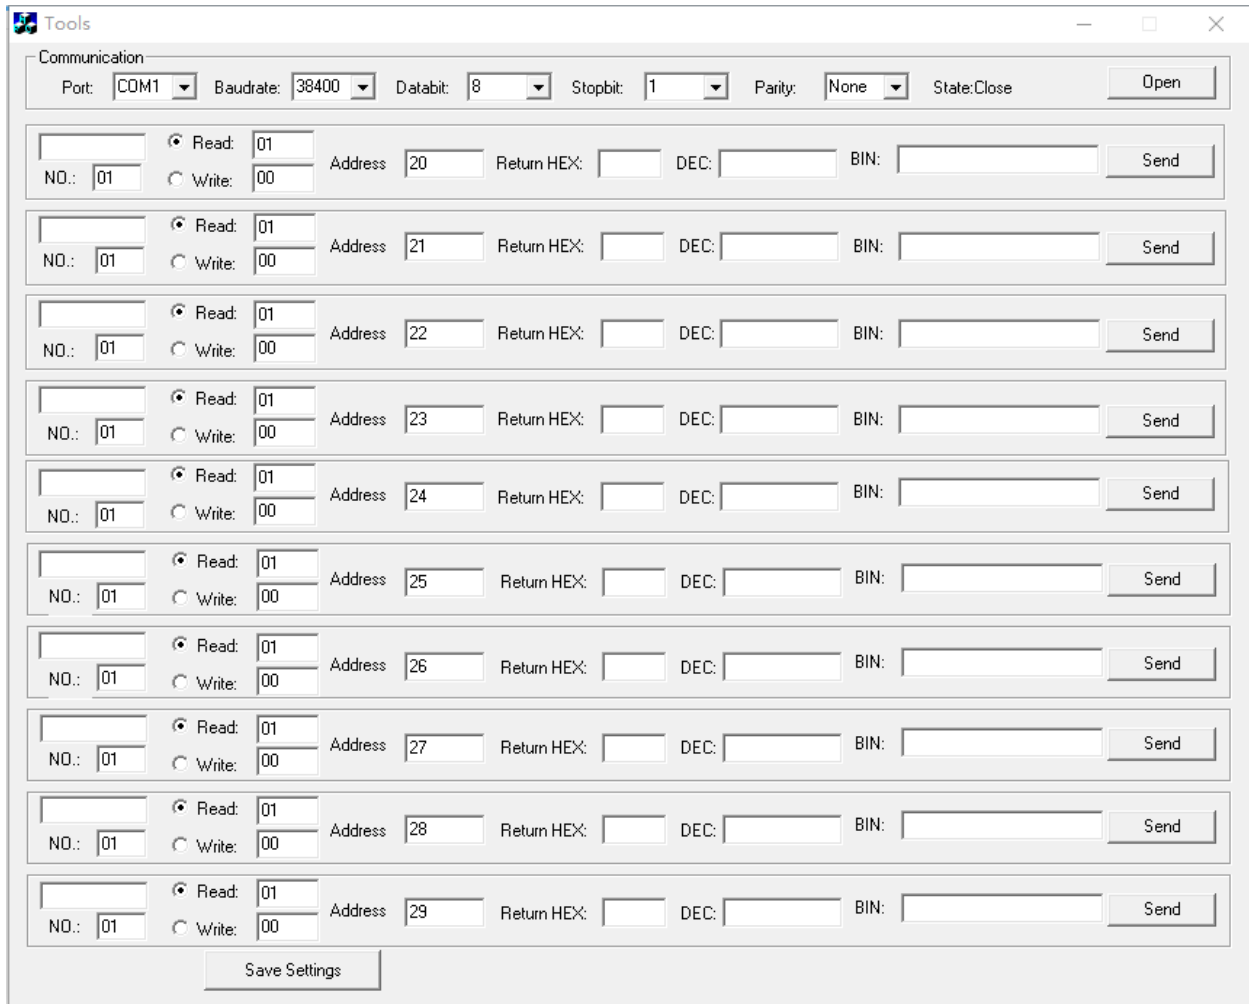 Tools
Communication
Port: COM1 Baudrate: 38400 Databit: 8 Stopbit: 1 Parity: None State:Close Open
Read: 01
NO.: 01 Write: 00 Address 20 Return HEX: DEC: BIN: Send
Read: 01
NO.: 01 Write: 00 Address 21 Return HEX: DEC: BIN: Send
Read: 01
NO.: 01 Write: 00 Address 22 Return HEX: DEC: BIN: Send
Read: 01
NO.: 01 Write: 00 Address 23 Return HEX: DEC: BIN: Send
Read: 01
NO.: 01 Write: 00 Address 24 Return HEX: DEC: BIN: Send
Read: 01
NO.: 01 Write: 00 Address 25 Return HEX: DEC: BIN: Send
Read: 01
NO.: 01 Write: 00 Address 26 Return HEX: DEC: BIN: Send
Read: 01
NO.: 01 Write: 00 Address 27 Return HEX: DEC: BIN: Send
Read: 01
NO.: 01 Write: 00 Address 28 Return HEX: DEC: BIN: Send
Read: 01
NO.: 01 Write: 00 Address 29 Return HEX: DEC: BIN: Send
Save Settings